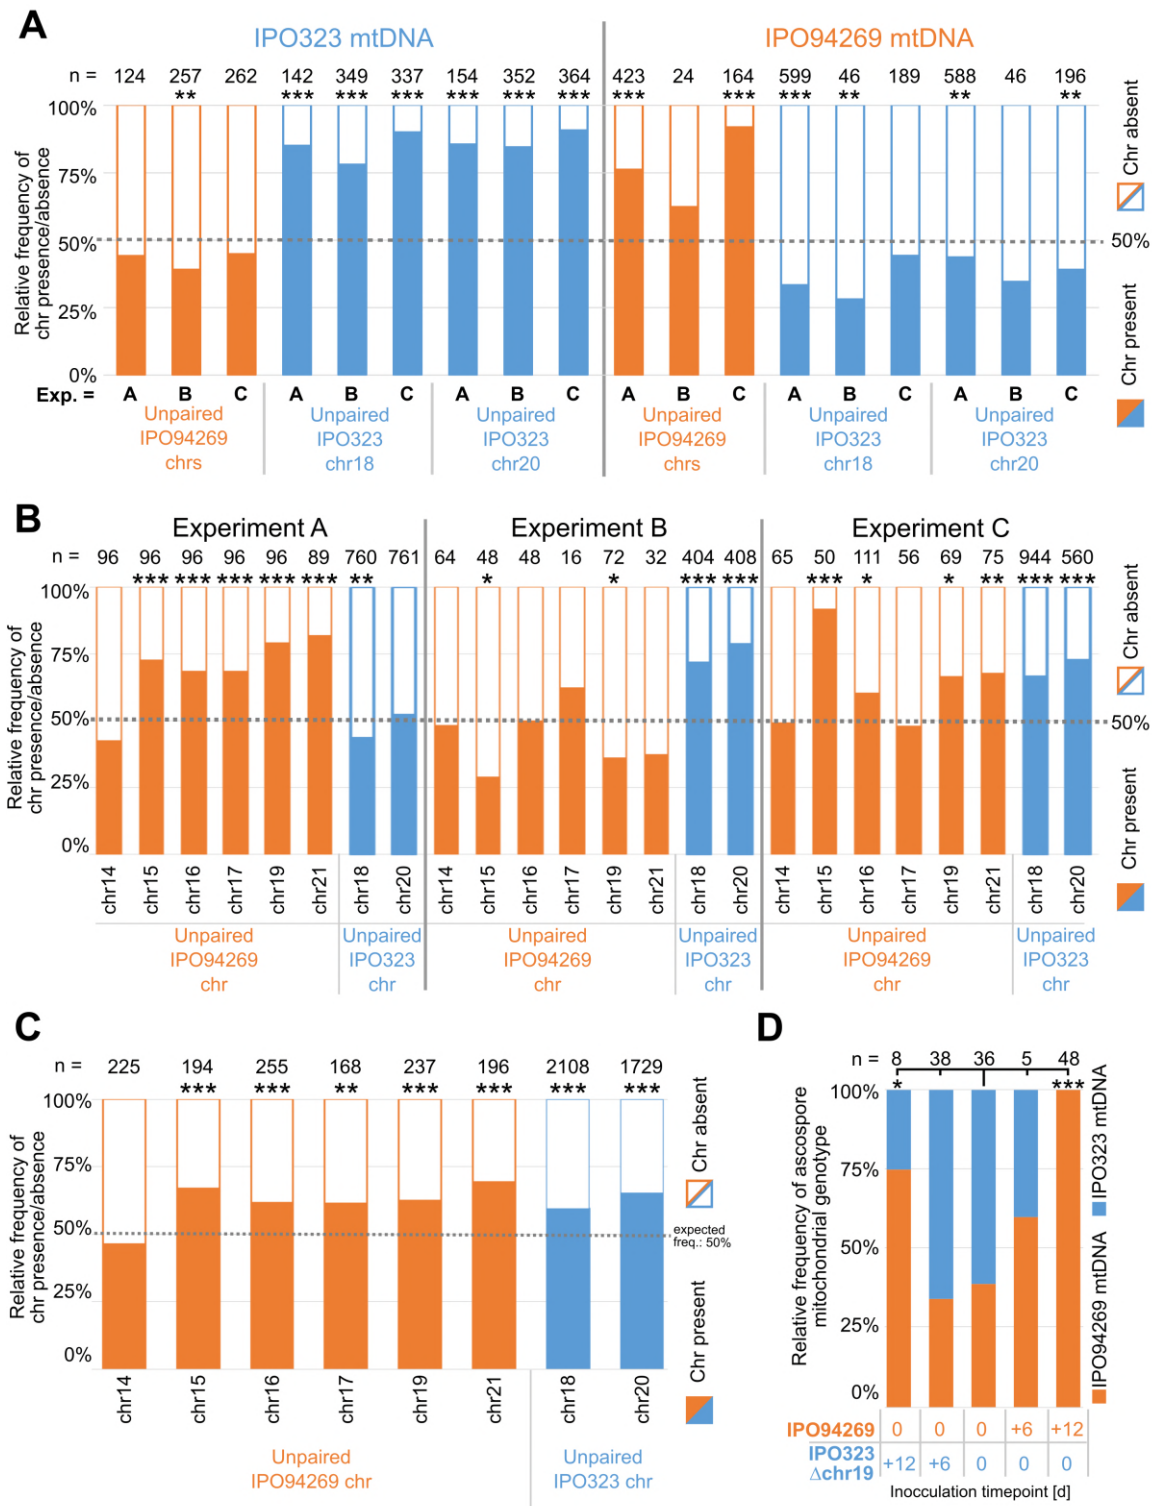 A
IPO323 mtDNA
IPO94269 mtDNA
n = 124 257 262 142 349 337 154 352 364 423 24 164 599 46 189 588 46 196
** *** *** *** *** *** *** *** *** *** ** ** **
Relative frequency of
chr presence/absence
100%
75%
50%
25%
0%
50%
Chr absent
Chr present
Exp. = A B C A B C A B C A B C A B C A B C
Unpaired
IPO94269
chrs
Unpaired
IPO323
chr18
Unpaired
IPO323
chr20
Unpaired
IPO94269
chrs
Unpaired
IPO323
chr18
Unpaired
IPO323
chr20
B
Experiment A
Experiment B
Experiment C
n = 96 96 96 96 96 89 760 761 64 48 48 16 72 32 404 408 65 50 111 56 69 75 944 560
*** *** *** *** *** ** * * *** *** *** * * ** *** ***
Relative frequency of
chr presence/absence
100%
75%
50%
25%
0%
50%
Chr absent
Chr present
chr14 chr15 chr16 chr17 chr19 chr21 chr18 chr20 chr14 chr15 chr16 chr17 chr19 chr21 chr18 chr20 chr14 chr15 chr16 chr17 chr19 chr21 chr18 chr20
Unpaired
IPO94269
chr
Unpaired
IPO323
chr
Unpaired
IPO94269
chr
Unpaired
IPO323
chr
Unpaired
IPO94269
chr
Unpaired
IPO323
chr
C
n = 225 194 255 168 237 196 2108 1729
*** *** ** *** *** *** ***
Relative frequency of
chr presence/absence
100%
75%
50%
25%
0%
expected
freq.: 50%
Chr absent
Chr present
chr14 chr15 chr16 chr17 chr19 chr21 chr18 chr20
Unpaired
IPO94269 chr
Unpaired
IPO323 chr
D
n = 8 38 36 5 48
* ***
Relative frequency of ascospore
mitochondrial genotype
100%
75%
50%
25%
0%
IPO94269 mtDNA
IPO323 mtDNA
IPO94269 0 0 0 +6 +12
IPO323
Δchr19
+12 +6 0 0 0
Inocculation timepoint [d]